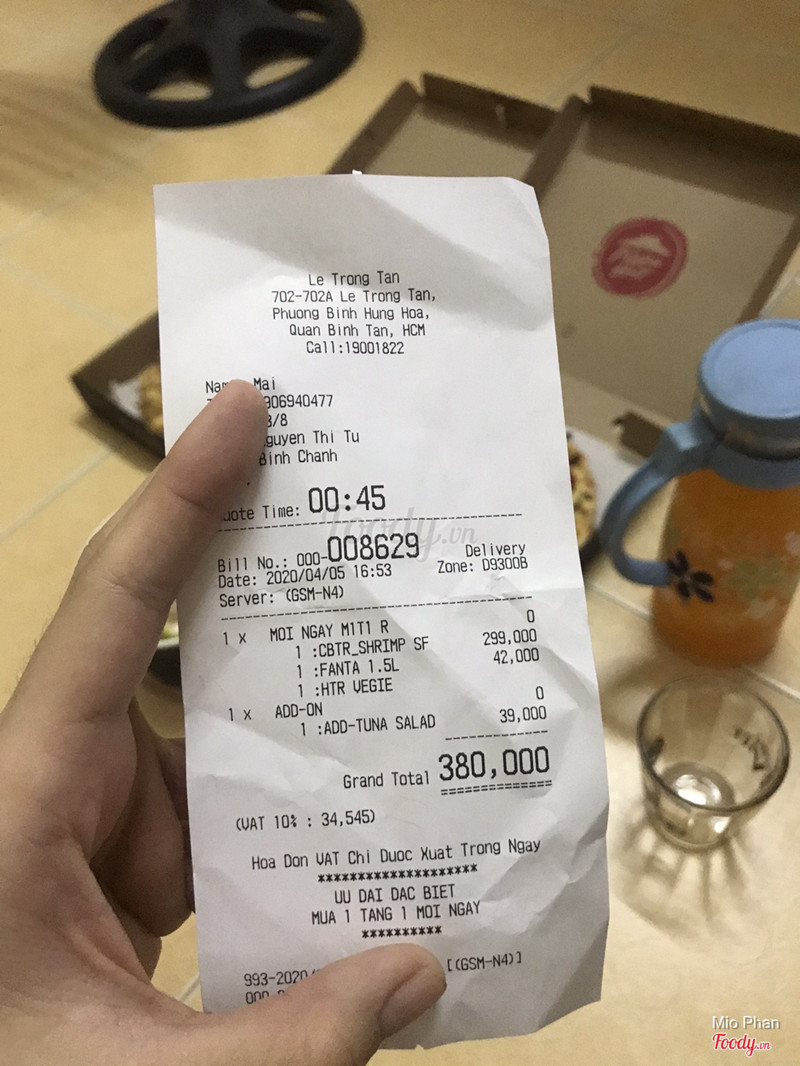 Le Trong Tan
702-702A Le Trong Tan,
Phuong Binh Hung Hoa,
Quan Binh Tan, HCM
Call:19001822
Mai
906940477
3/8
guyen Thi Tu
Binh Chanh
uote Time: 00:45
Bill No.: 000-008629 Delivery
Date: 2020/04/05 16:53 Zone: D9300B
Server: (GSM-N4)
1 x MOI NGAY M1T1 R 0
1 :CBTR_SHRIMP SF 299,000
1 :FANTA 1.5L 42,000
1 :HTR VEGIE
1 x ADD-ON 0
1 :ADD-TUNA SALAD 39,000
Grand Total 380,000
============
(VAT 10% : 34,545)
Hoa Don VAT Chi Duoc Xuat Trong Ngay
********************
UU DAI DAC BIET
MUA 1 TANG 1 MOI NGAY
**********
993-2020/ [(GSM-N4)]
Foody.vn
Mio Phan
Foody.vn